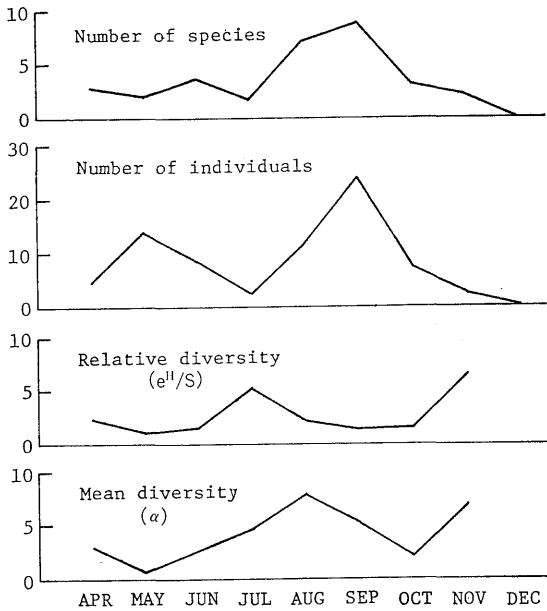 10
Number of species
5
0
30
Number of individuals
20
10
0
10
Relative diversity
(e^H/S)
5
0
10
Mean diversity
(α)
5
0
APR MAY JUN JUL AUG SEP OCT NOV DEC